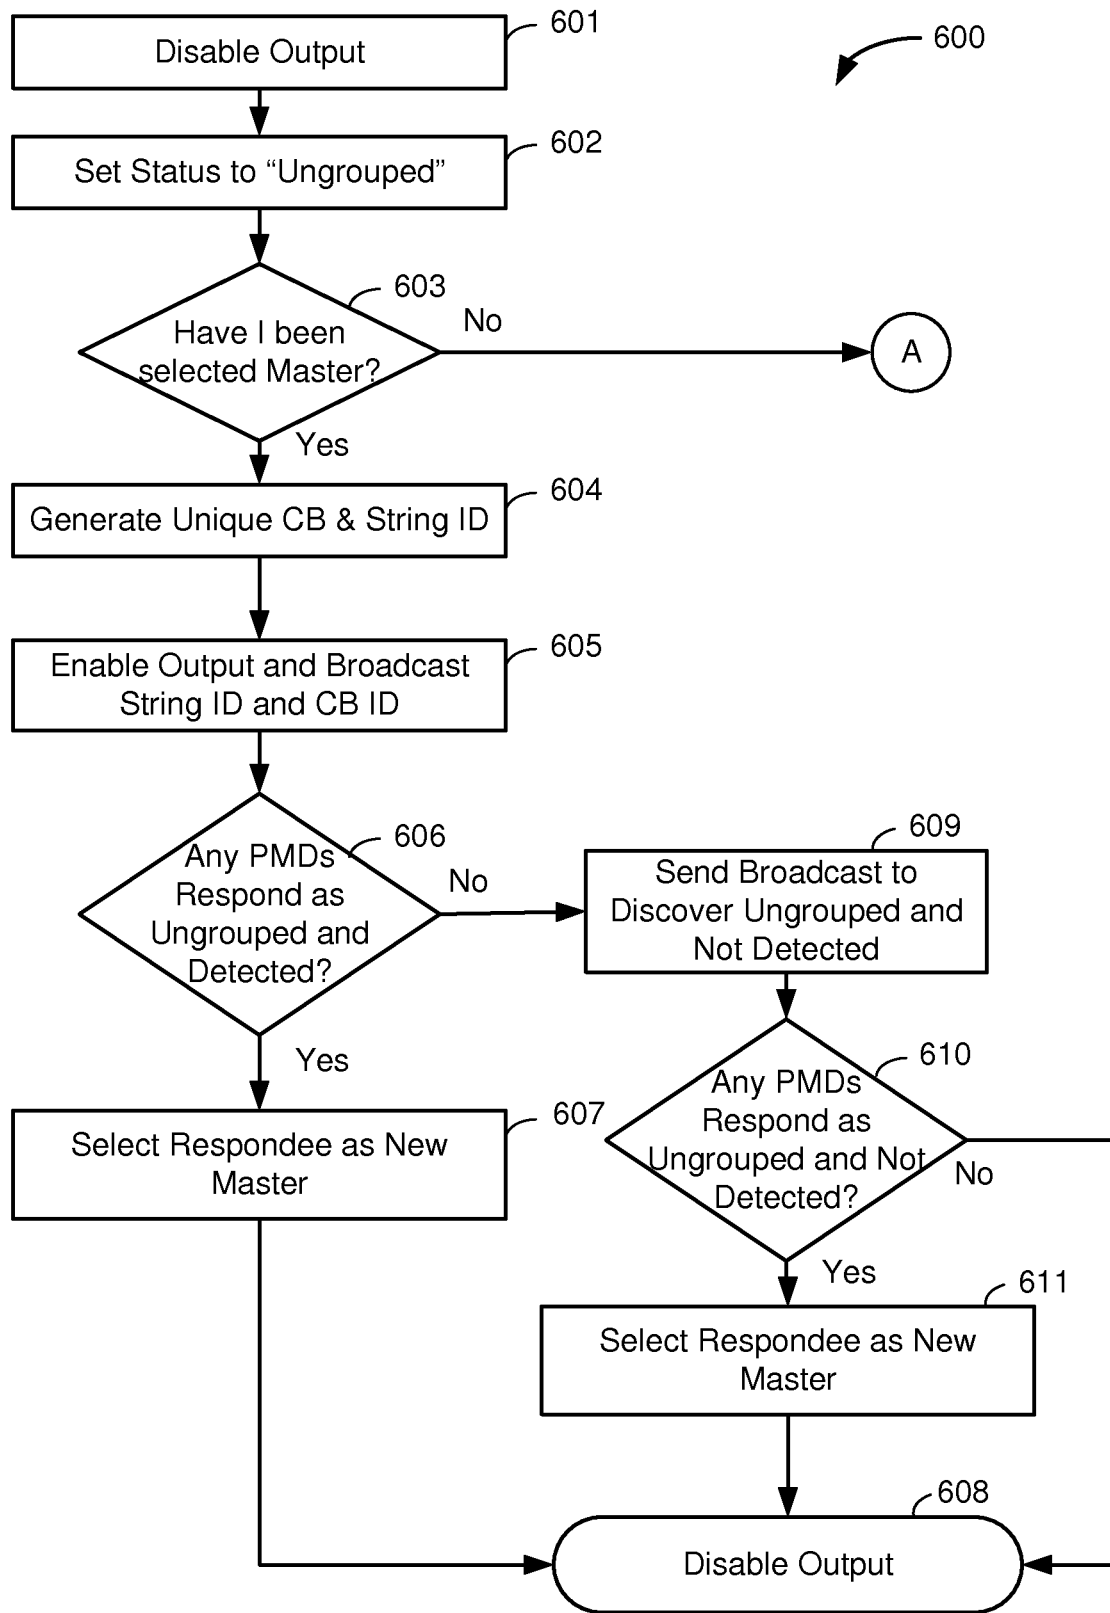 601
Disable Output
600
602
Set Status to “Ungrouped”
603
Have I been
selected Master?
No
A
Yes
604
Generate Unique CB & String ID
605
Enable Output and Broadcast
String ID and CB ID
606
Any PMDs
Respond as
Ungrouped and
Detected?
No
609
Send Broadcast to
Discover Ungrouped and
Not Detected
Yes
610
Any PMDs
Respond as
Ungrouped and Not
Detected?
No
607
Select Respondee as New
Master
Yes
611
Select Respondee as New
Master
608
Disable Output